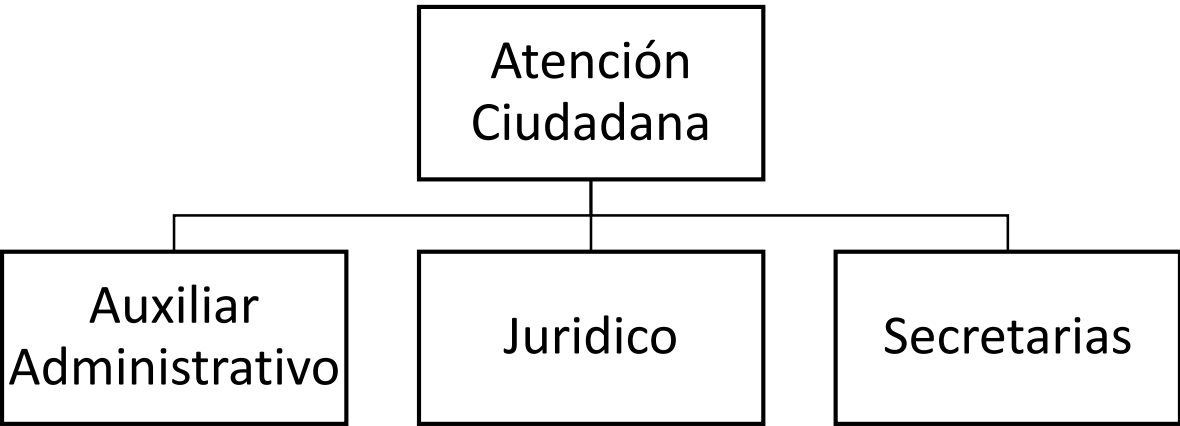 Atención
Ciudadana
Auxiliar
Administrativo
Juridico
Secretarias